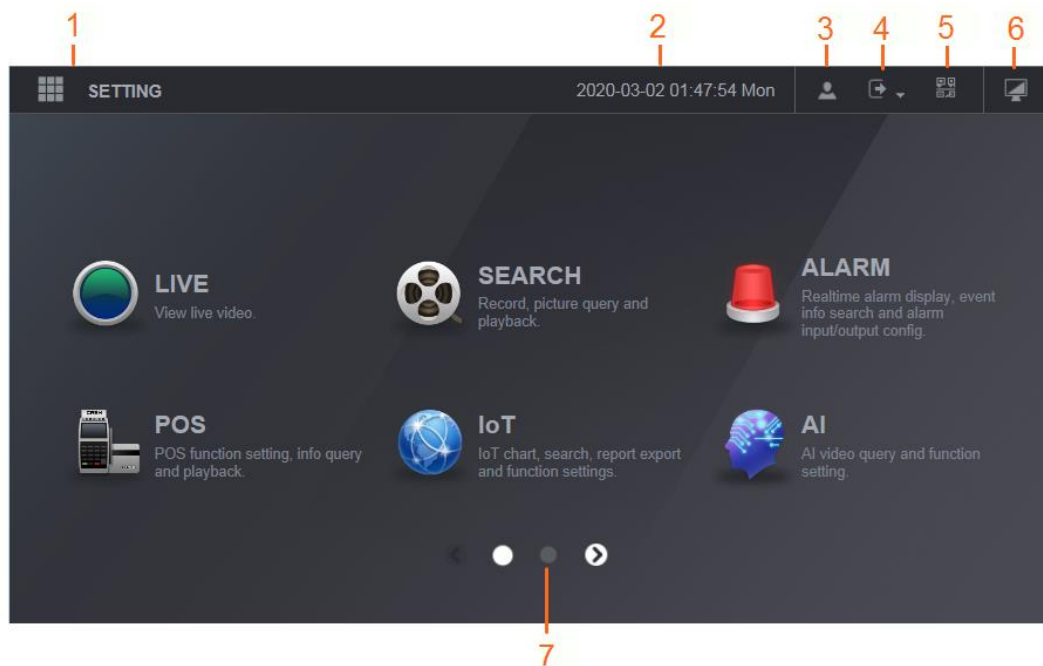 1 2 3 4 5 6
SETTING 2020-03-02 01:47:54 Mon
LIVE
View live video.
SEARCH
Record, picture query and
playback.
ALARM
Realtime alarm display, event
info search and alarm
input/output config.
POS
POS function setting, info query
and playback.
IoT
IoT chart, search, report export
and function settings.
AI
AI video query and function
setting.
7